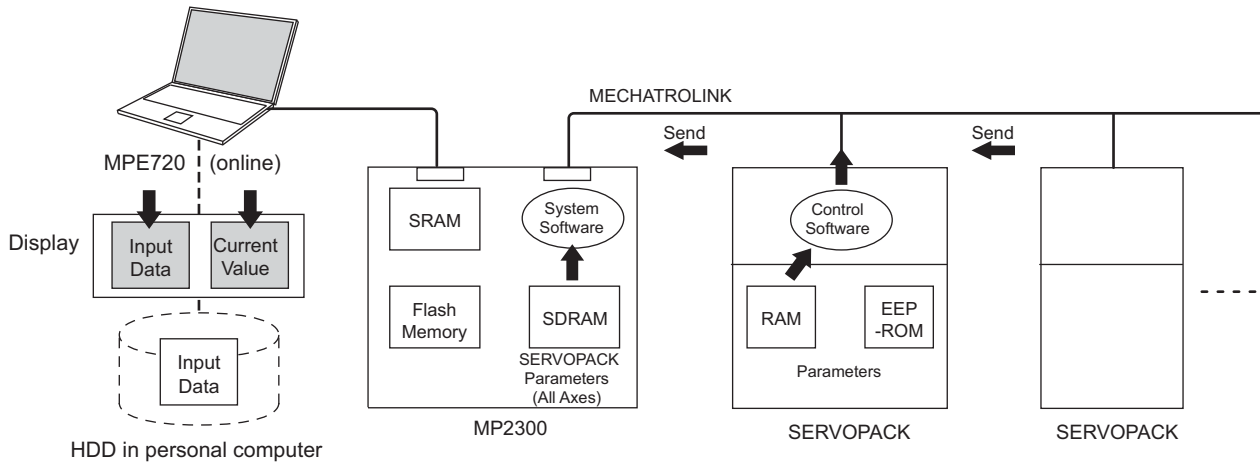 MECHATROLINK
Send
Send
MPE720 (online)
Display
Input
Data
Current
Value
Input
Data
HDD in personal computer
SRAM
System
Software
Flash
Memory
SDRAM
SERVOPACK
Parameters
(All Axes)
MP2300
Control
Software
RAM
EEP
-ROM
Parameters
SERVOPACK
SERVOPACK